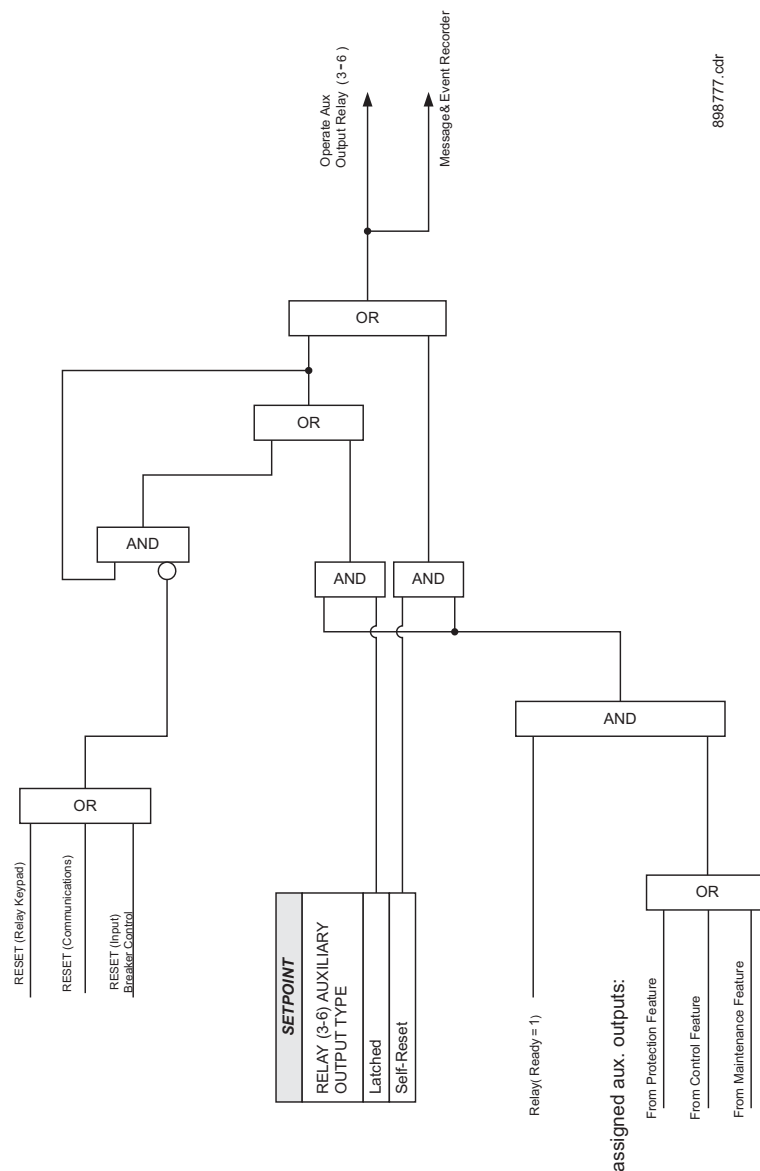 RESET (Relay Keypad)
RESET (Communications)
RESET (Input)
Breaker Control
OR
AND
OR
OR
Operate Aux
Output Relay (3-6)
Message& Event Recorder
SETPOINT
RELAY (3-6) AUXILIARY
OUTPUT TYPE
Latched
Self-Reset
AND
AND
Relay( Ready = 1)
AND
assigned aux. outputs:
From Protection Feature
From Control Feature
From Maintenance Feature
OR
898777.cdr